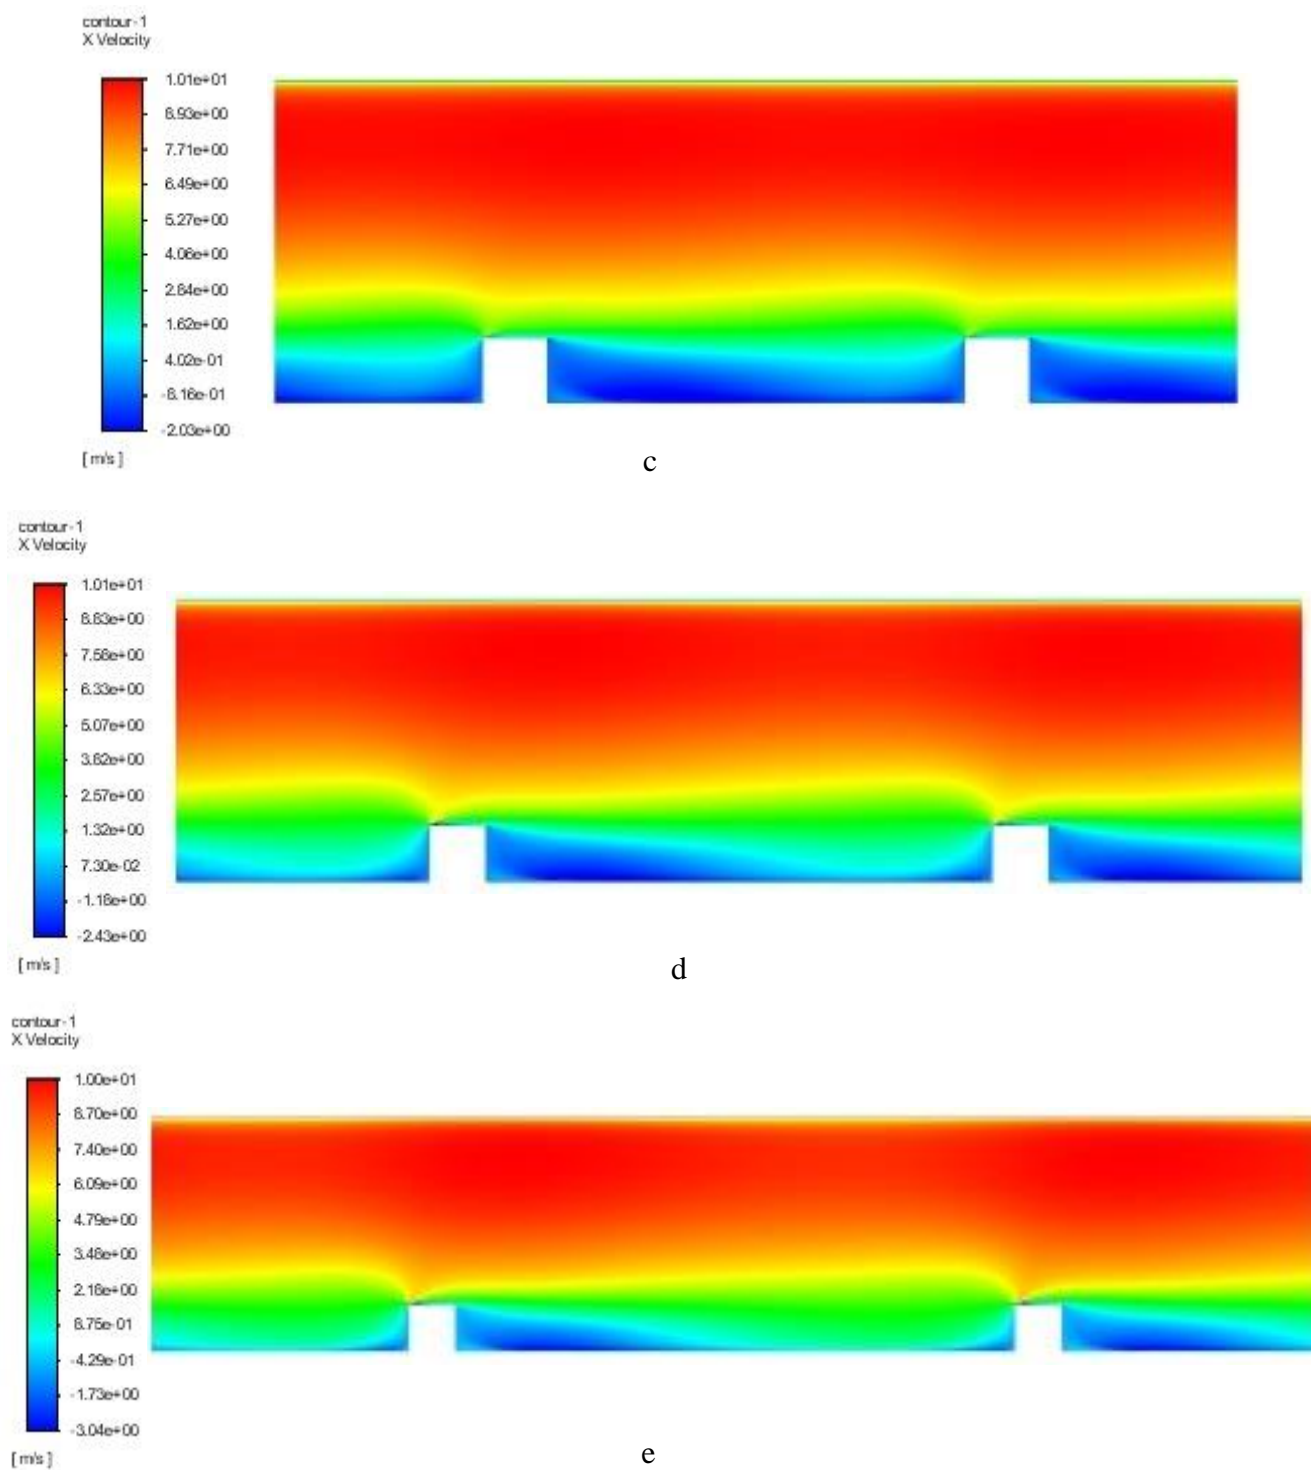 contour-1
X Velocity
1.01e+01
8.93e+00
7.71e+00
6.49e+00
5.27e+00
4.06e+00
2.84e+00
1.62e+00
4.02e-01
-8.16e-01
-2.03e+00
[ m/s ]
c
contour-1
X Velocity
1.01e+01
8.83e+00
7.58e+00
6.33e+00
5.07e+00
3.82e+00
2.57e+00
1.32e+00
7.30e-02
-1.18e+00
-2.43e+00
[ m/s ]
d
contour-1
X Velocity
1.00e+01
8.70e+00
7.40e+00
6.09e+00
4.79e+00
3.48e+00
2.18e+00
8.75e-01
-4.29e-01
-1.73e+00
-3.04e+00
[ m/s ]
e